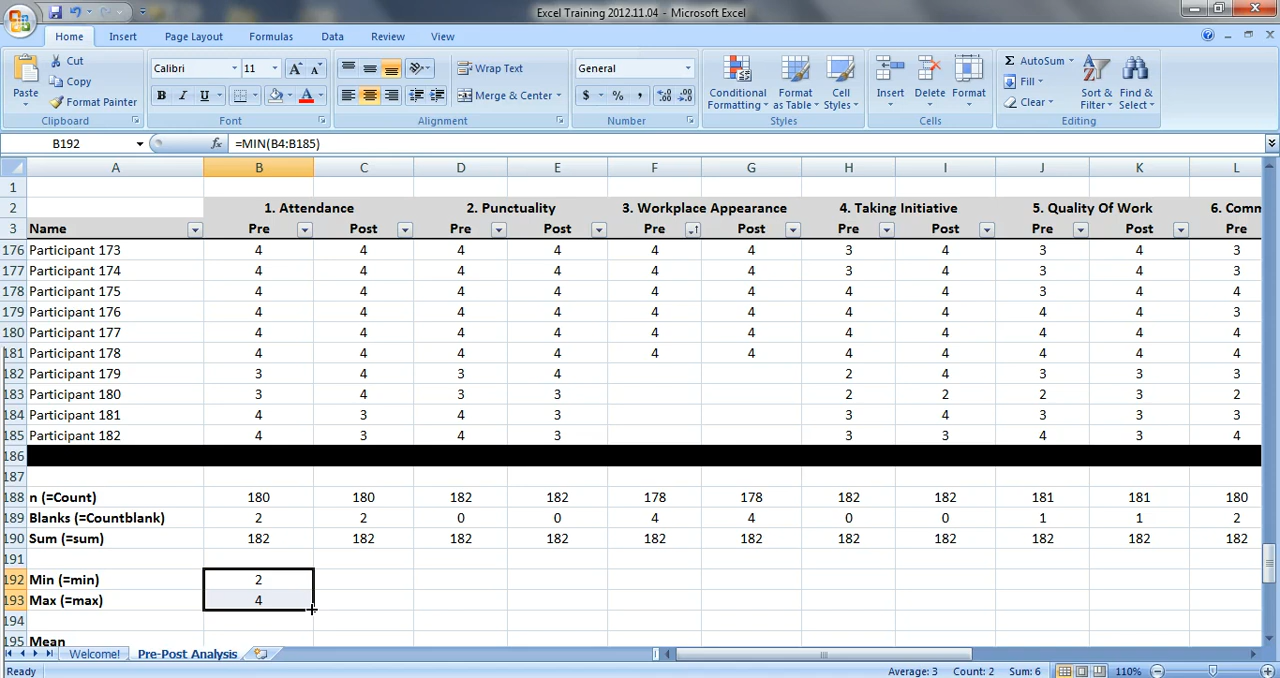 Excel Training 2012.11.04 - Microsoft Excel
Home Insert Page Layout Formulas Data Review View
Paste Cut Copy Format Painter Clipboard
Calibri 11 A A B I U A Font
Wrap Text Merge & Center Alignment
General $ % , .0 .00 .00 .0 Number
Conditional Formatting Format as Table Cell Styles Styles
Insert Delete Format Cells
Σ AutoSum Fill Clear Sort & Filter Find & Select Editing
B192 fx =MIN(B4:B185)
A B C D E F G H I J K L
1
2 1. Attendance 2. Punctuality 3. Workplace Appearance 4. Taking Initiative 5. Quality Of Work 6. Comm
3 Name Pre Post Pre Post Pre Post Pre Post Pre Post Pre
176 Participant 173 4 4 4 4 4 4 3 4 3 4 3
177 Participant 174 4 4 4 4 4 4 3 4 3 4 3
178 Participant 175 4 4 4 4 4 4 4 4 3 4 4
179 Participant 176 4 4 4 4 4 4 4 4 4 4 3
180 Participant 177 4 4 4 4 4 4 4 4 4 4 4
181 Participant 178 4 4 4 4 4 4 4 4 4 4 4
182 Participant 179 3 4 3 4 2 4 3 3 3
183 Participant 180 3 4 3 3 2 2 2 3 2
184 Participant 181 4 3 4 3 3 4 3 3 4
185 Participant 182 4 3 4 3 3 3 4 3 4
186
187
188 n (=Count) 180 180 182 182 178 178 182 182 181 181 180
189 Blanks (=Countblank) 2 2 0 0 4 4 0 0 1 1 2
190 Sum (=sum) 182 182 182 182 182 182 182 182 182 182 182
191
192 Min (=min) 2
193 Max (=max) 4
194
195 Mean
Welcome! Pre-Post Analysis
Ready Average: 3 Count: 2 Sum: 6 110%